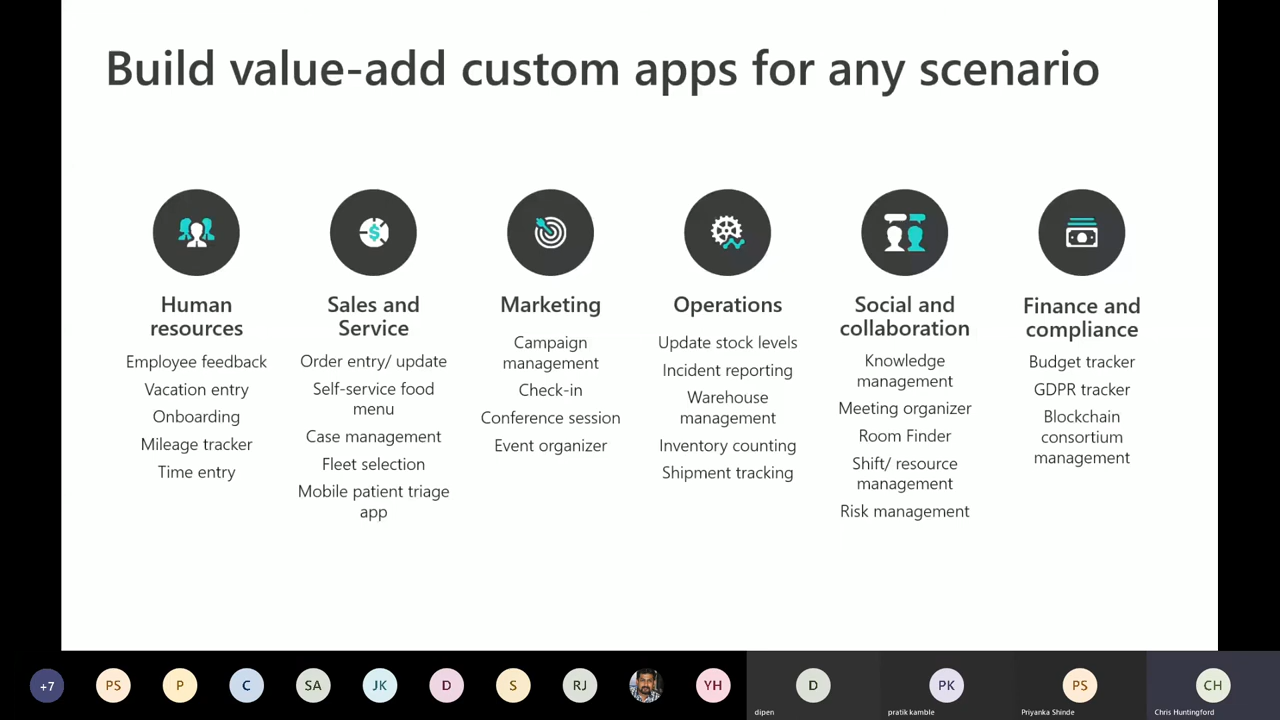 Build value-add custom apps for any scenario
Human
resources
Employee feedback
Vacation entry
Onboarding
Mileage tracker
Time entry
Sales and
Service
Order entry/ update
Self-service food
menu
Case management
Fleet selection
Mobile patient triage
app
Marketing
Campaign
management
Check-in
Conference session
Event organizer
Operations
Update stock levels
Incident reporting
Warehouse
management
Inventory counting
Shipment tracking
Social and
collaboration
Knowledge
management
Meeting organizer
Room Finder
Shift/ resource
management
Risk management
Finance and
compliance
Budget tracker
GDPR tracker
Blockchain
consortium
management
+7
PS
P
C
SA
JK
D
S
RJ
YH
D
dipen
PK
pratik kamble
PS
Priyanka Shinde
CH
Chris Huntingford